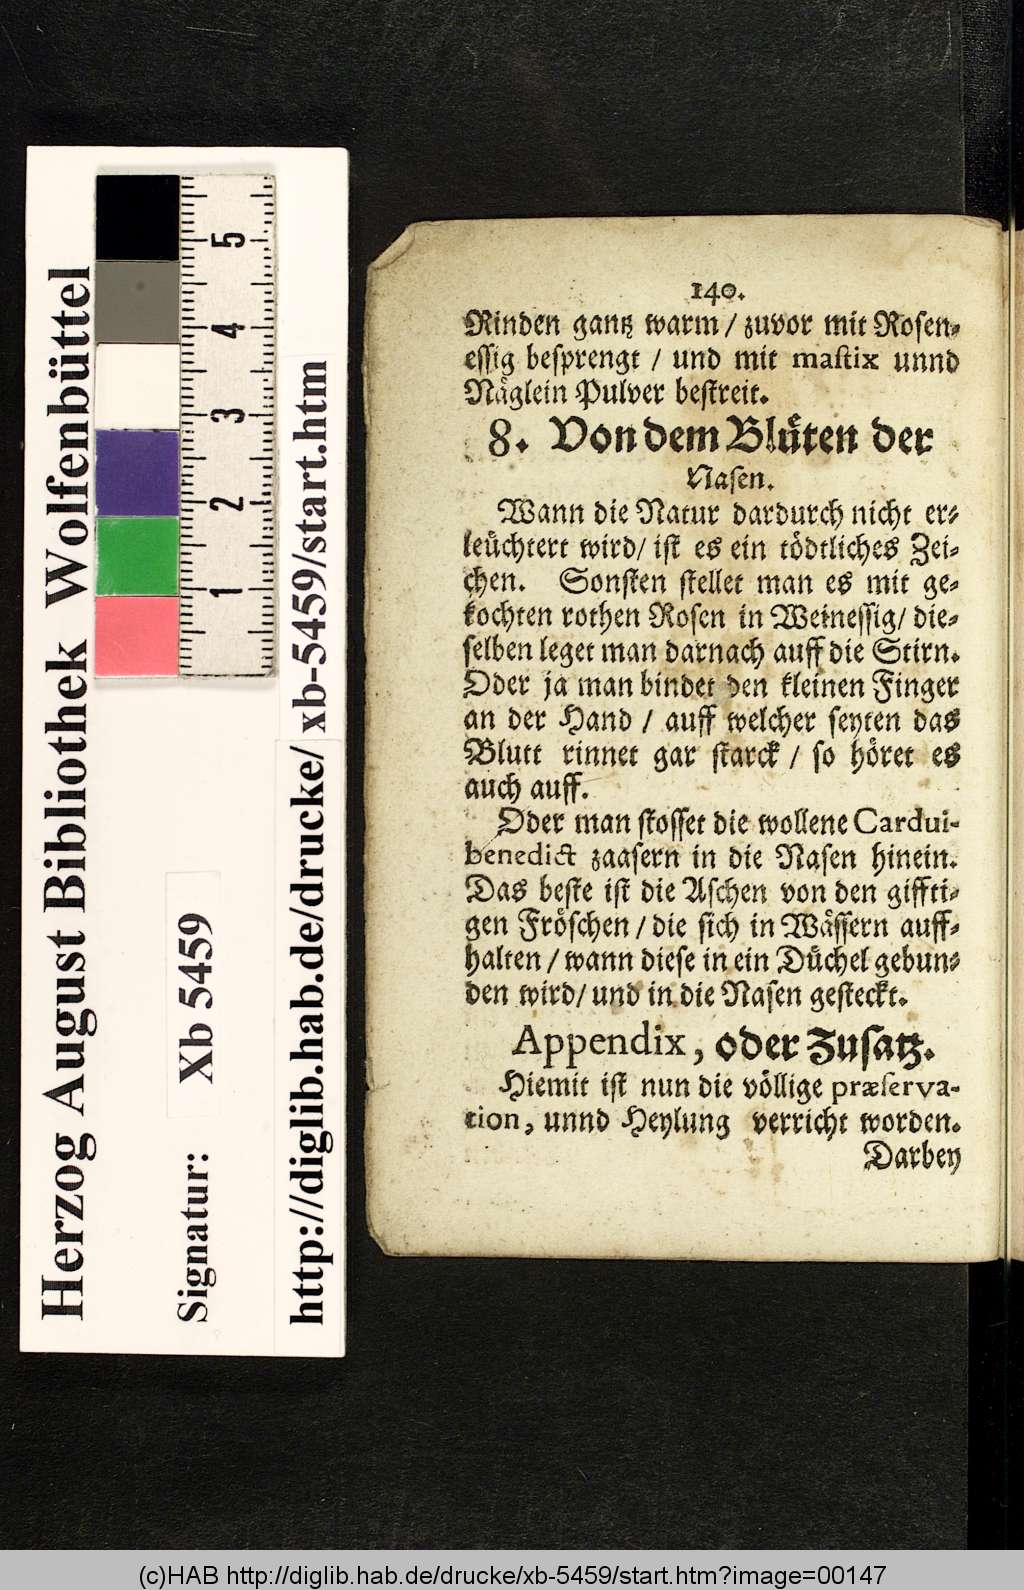 140.
Rinden gantz warm / zuvor mit Rosen-
essig besprengt / und mit mastix unnd
Näglein Pulver bestreit.
8. Von dem Blüten der
Nasen.
Wann die Natur dardurch nicht er-
leüchtert wird/ ist es ein tödtliches Zei-
chen. Sonsten stellet man es mit ge-
kochten rothen Rosen in Weinessig/ die-
selben leget man darnach auff die Stirn.
Oder ja man bindet den kleinen Finger
an der Hand / auff welcher seyten das
Blutt rinnet gar starck / so höret es
auch auff.
Oder man stosset die wollene Cardui-
benedict zaasern in die Nasen hinein.
Das beste ist die Aschen von den giffti-
gen Fröschen / die sich in Wässern auff-
halten / wann diese in ein Düchel gebun-
den wird/ und in die Nasen gesteckt.
Appendix, oder Zusatz.
Hiemit ist nun die völlige præserva-
tion, unnd Heylung verricht worden.
Darbey
Herzog August Bibliothek Wolfenbüttel
Signatur: Xb 5459
http://diglib.hab.de/drucke/xb-5459/start.htm
5
4
3
2
1
(c)HAB http://diglib.hab.de/drucke/xb-5459/start.htm?image=00147